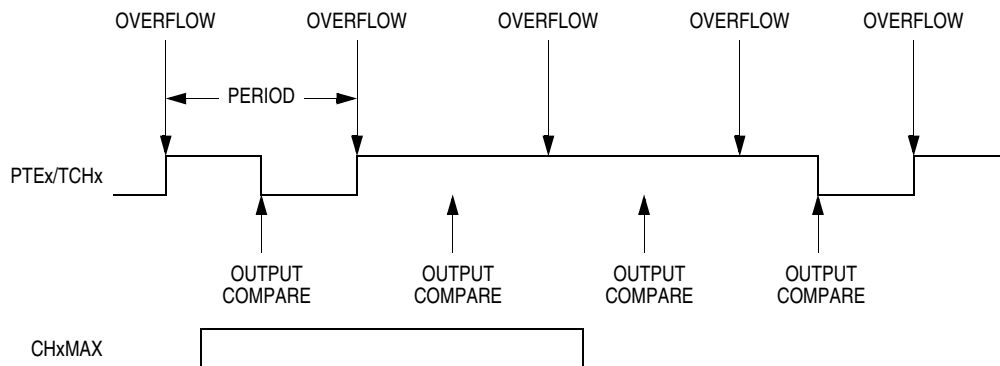 OVERFLOW OVERFLOW OVERFLOW OVERFLOW OVERFLOW
PERIOD
PTEx/TCHx
OUTPUT COMPARE
OUTPUT COMPARE
OUTPUT COMPARE
OUTPUT COMPARE
CHxMAX